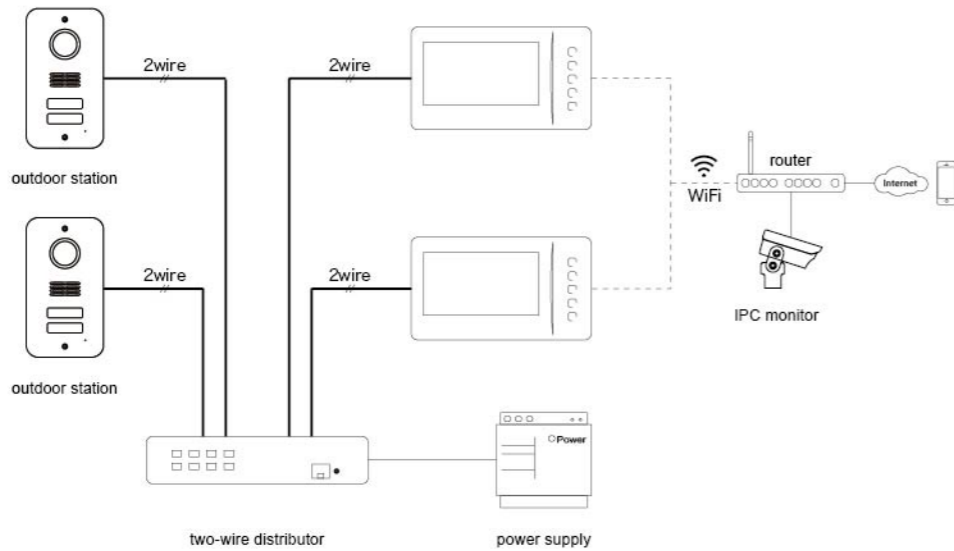 2wire
2wire
outdoor station
router
WiFi
Internet
2wire
2wire
IPC monitor
outdoor station
Power
two-wire distributor
power supply